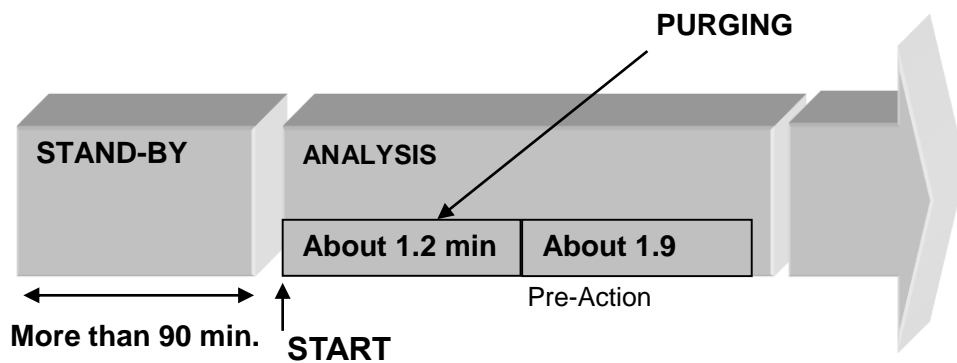 PURGING
STAND-BY
ANALYSIS
About 1.2 min
About 1.9
Pre-Action
More than 90 min.
START